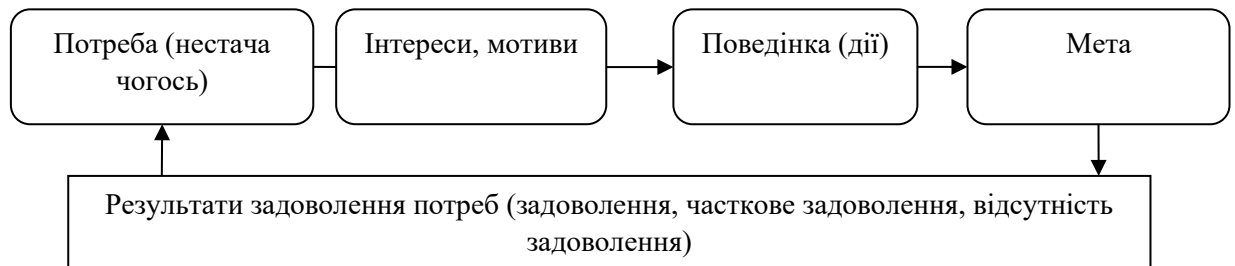 Потреба (нестача
чогось)
Інтереси, мотиви
Поведінка (дії)
Мета
Результати задоволення потреб (задоволення, часткове задоволення, відсутність
задоволення)